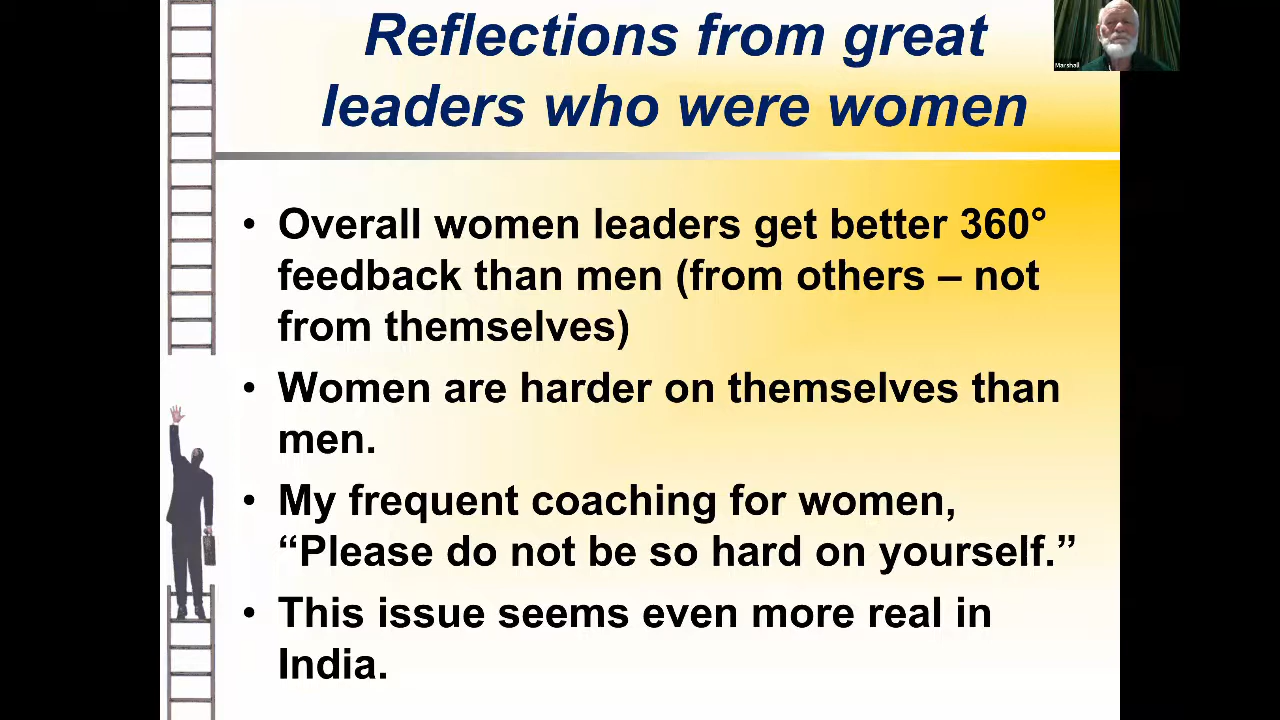 Reflections from great
leaders who were women
Marshall
• Overall women leaders get better 360°
feedback than men (from others – not
from themselves)
• Women are harder on themselves than
men.
• My frequent coaching for women,
“Please do not be so hard on yourself.”
• This issue seems even more real in
India.